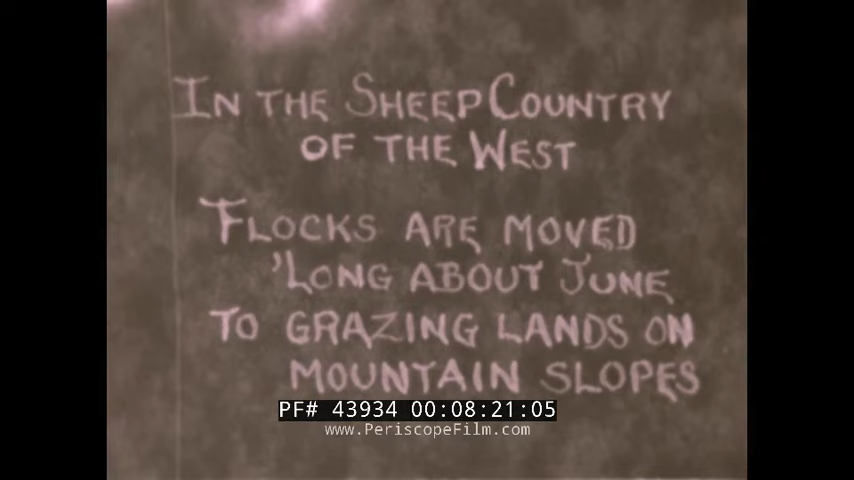 IN THE SHEEP COUNTRY
OF THE WEST
FLOCKS ARE MOVED
'LONG ABOUT JUNE
TO GRAZING LANDS ON
MOUNTAIN SLOPES
PF# 43934 00:08:21:05
www.PeriscopeFilm.com